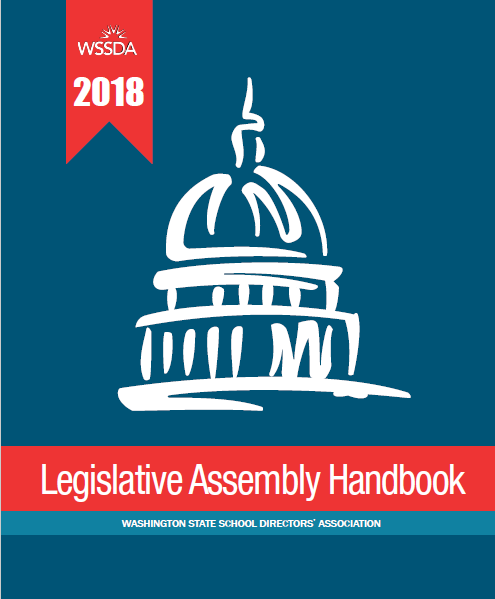 WSSDA
2018
Legislative Assembly Handbook
WASHINGTON STATE SCHOOL DIRECTORS' ASSOCIATION